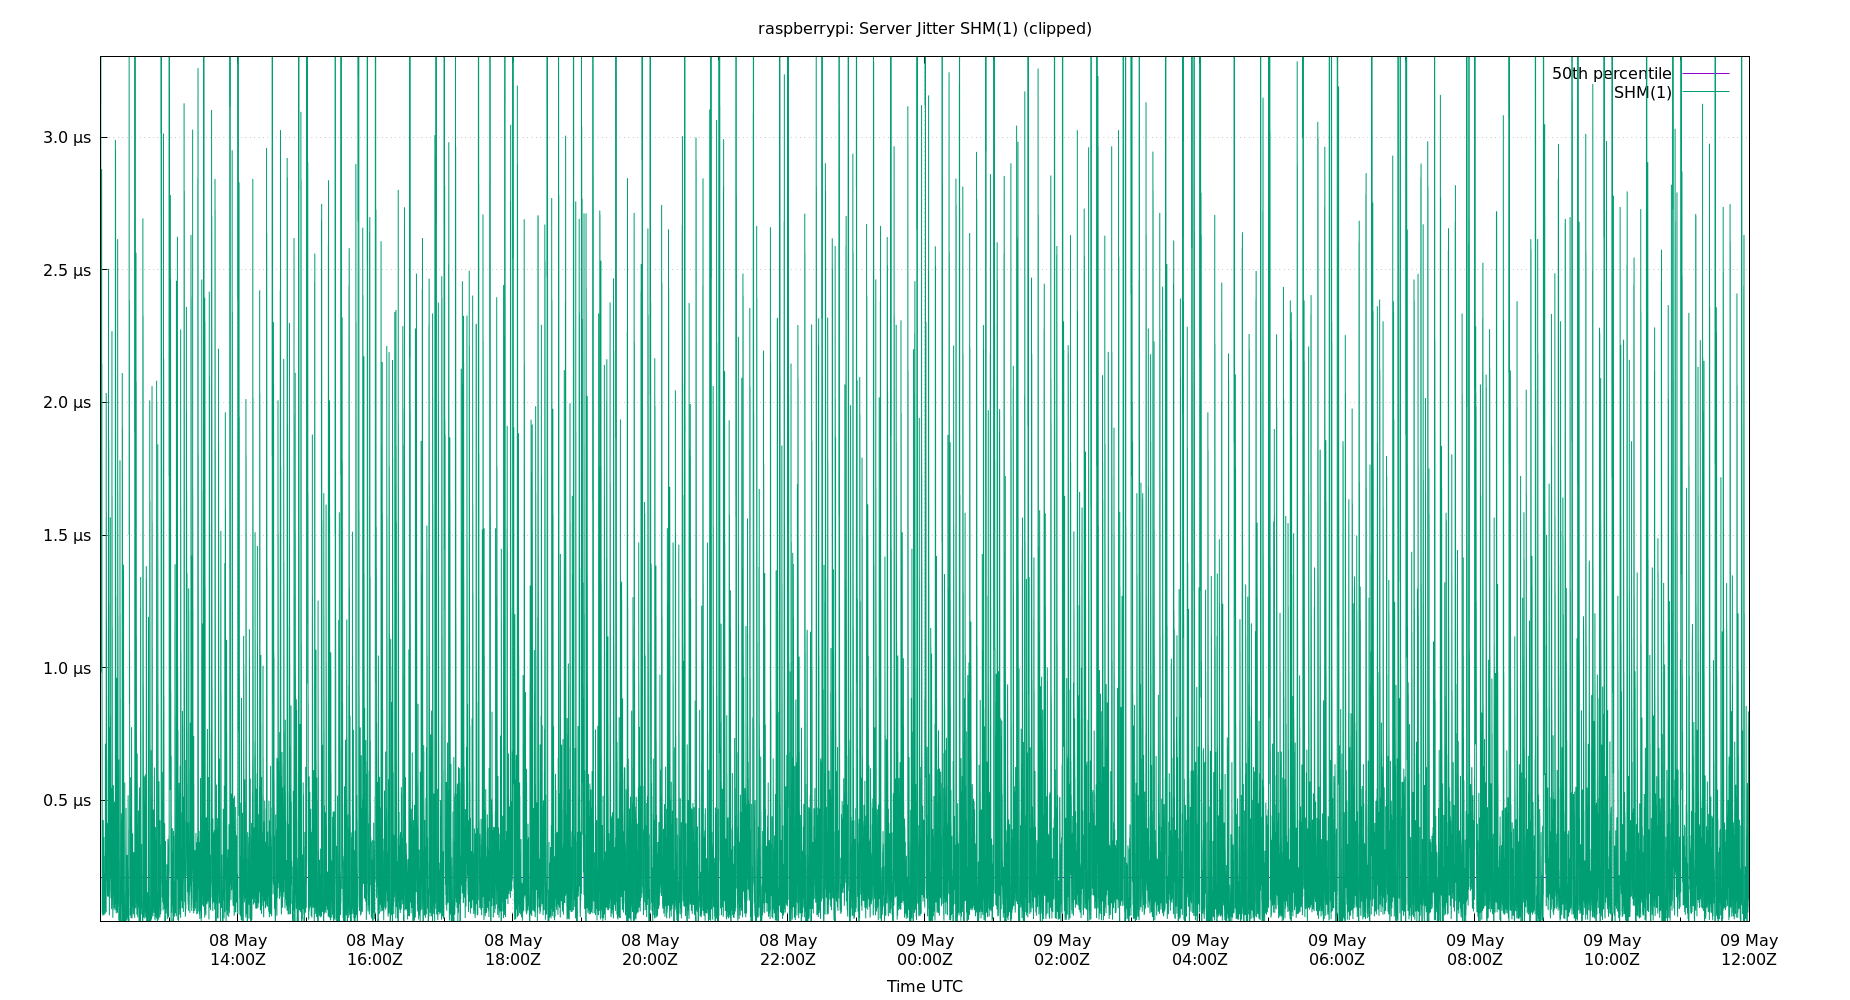 raspberrypi: Server Jitter SHM(1) (clipped)
50th percentile
SHM(1)
3.0 µs
2.5 µs
2.0 µs
1.5 µs
1.0 µs
0.5 µs
08 May 08 May 08 May 08 May 08 May 09 May 09 May 09 May 09 May 09 May 09 May 09 May
14:00Z 16:00Z 18:00Z 20:00Z 22:00Z 00:00Z 02:00Z 04:00Z 06:00Z 08:00Z 10:00Z 12:00Z
Time UTC